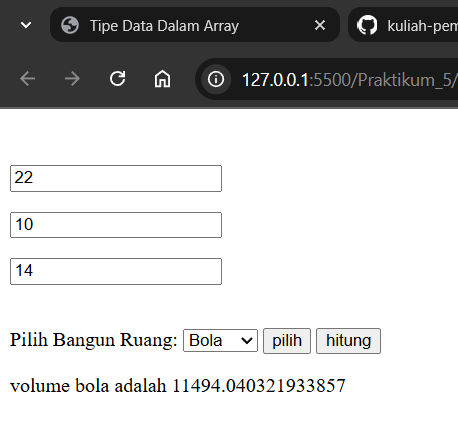 Tipe Data Dalam Array kuliah-pem
127.0.0.1:5500/Praktikum_5/
22
10
14
Pilih Bangun Ruang: Bola pilih hitung
volume bola adalah 11494.040321933857